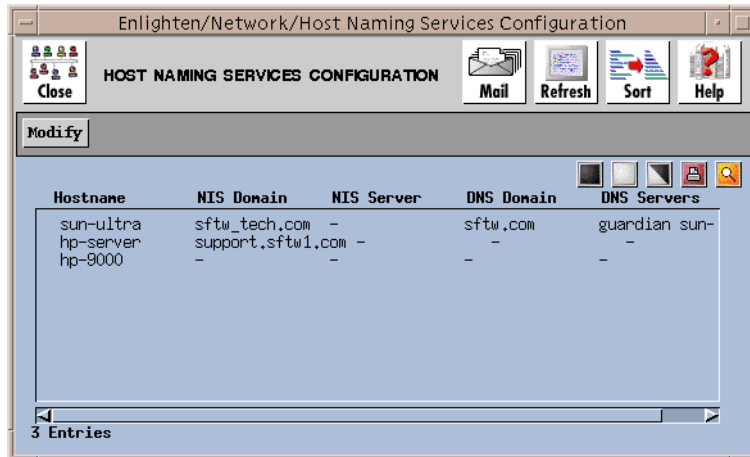 Enlighten/Network/Host Naming Services Configuration
Close
HOST NAMING SERVICES CONFIGURATION
Mail Refresh Sort Help
Modify
Hostname NIS Domain NIS Server DNS Domain DNS Servers
sun-ultra sftw_tech.com - sftw.com guardian sun-
hp-server support.sftw1.com - - -
hp-9000 - - - -
3 Entries